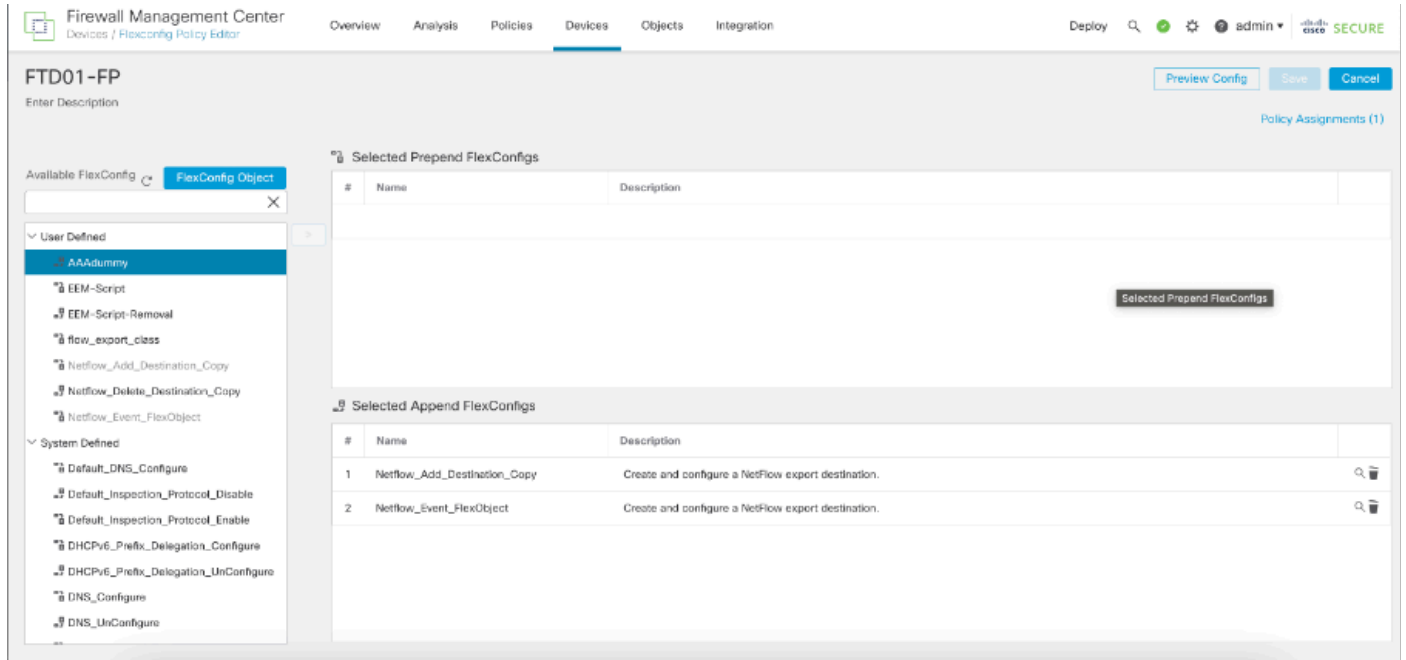 Firewall Management Center
Devices / Flexconfig Policy Editor
Overview Analysis Policies Devices Objects Integration
Deploy admin cisco SECURE
FTD01-FP
Enter Description
Preview Config Save Cancel
Policy Assignments (1)
Available FlexConfig FlexConfig Object
User Defined
AAAdummy
EEM-Script
EEM-Script-Removal
flow_export_class
Netflow_Add_Destination_Copy
Netflow_Delete_Destination_Copy
Netflow_Event_FlexObject
System Defined
Default_DNS_Configure
Default_Inspection_Protocol_Disable
Default_Inspection_Protocol_Enable
DHCPv6_Prefix_Delegation_Configure
DHCPv6_Prefix_Delegation_UnConfigure
DNS_Configure
DNS_UnConfigure
Selected Prepend FlexConfigs
# Name Description
Selected Prepend FlexConfigs
Selected Append FlexConfigs
# Name Description
1 Netflow_Add_Destination_Copy Create and configure a NetFlow export destination.
2 Netflow_Event_FlexObject Create and configure a NetFlow export destination.